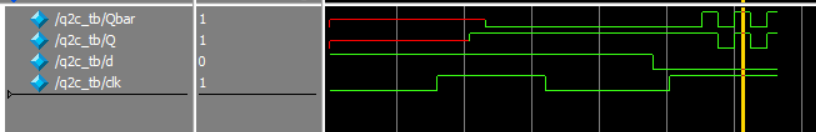 /q2c_tb/Qbar 1
/q2c_tb/Q 1
/q2c_tb/d 0
/q2c_tb/clk 1